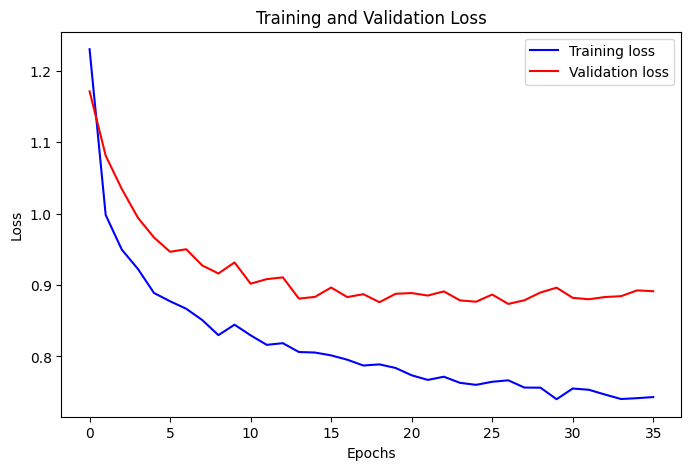 Training and Validation Loss
Training loss
Validation loss
1.2
1.1
1.0
0.9
0.8
Loss
0 5 10 15 20 25 30 35
Epochs